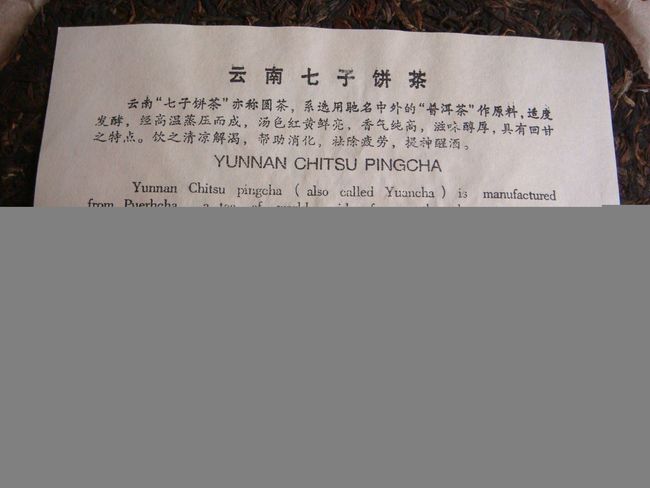 云南七子饼茶
云南“七子饼茶”亦称圆茶，系选用驰名中外的“普洱茶”作原料，适度
发酵，经高温蒸压而成，汤色红黄鲜亮，香气纯高，滋味醇厚，具有回甘
之特点。饮之清凉解渴，帮助消化，祛除疲劳，提神醒酒。
YUNNAN CHITSU PINGCHA
Yunnan Chitsu pingcha ( also called Yuancha ) is manufactured
from Puerhcha, a tea of